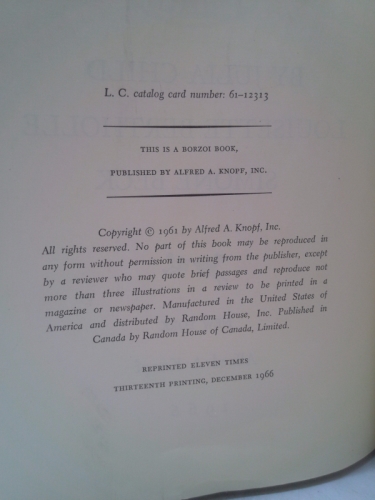 L. C. catalog card number: 61–12313
THIS IS A BORZOI BOOK,
PUBLISHED BY ALFRED A. KNOPF, INC.
Copyright © 1961 by Alfred A. Knopf, Inc.
All rights reserved. No part of this book may be reproduced in
any form without permission in writing from the publisher, except
by a reviewer who may quote brief passages and reproduce not
more than three illustrations in a review to be printed in a
magazine or newspaper. Manufactured in the United States of
America and distributed by Random House, Inc. Published in
Canada by Random House of Canada, Limited.
REPRINTED ELEVEN TIMES
THIRTEENTH PRINTING, DECEMBER 1966